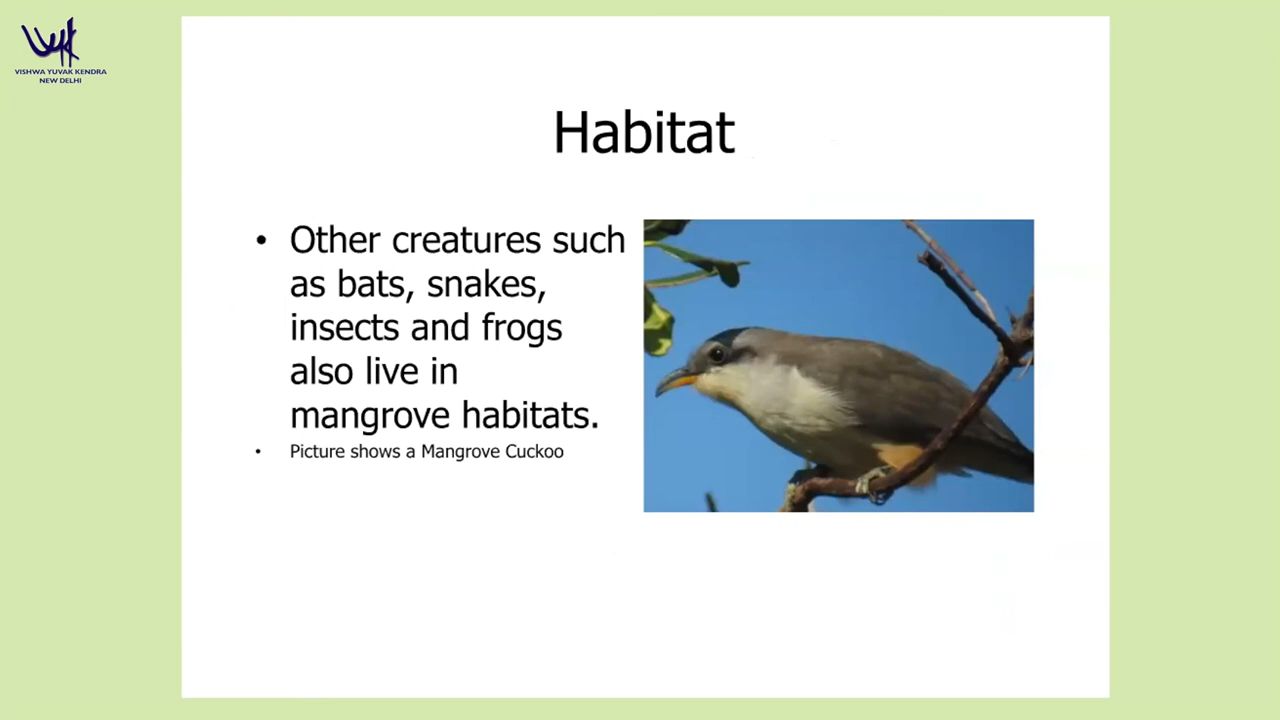 VISHWA YUVAK KENDRA
NEW DELHI
Habitat
• Other creatures such
as bats, snakes,
insects and frogs
also live in
mangrove habitats.
• Picture shows a Mangrove Cuckoo